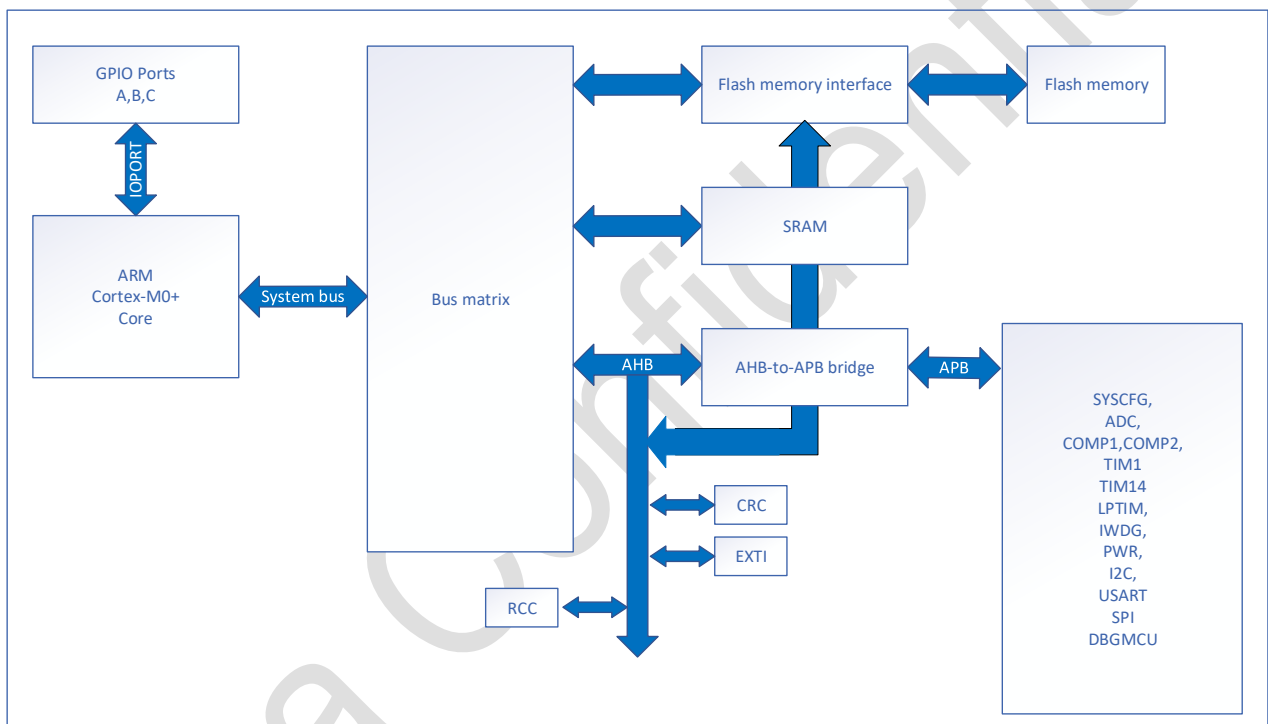 GPIO Ports
A,B,C
IOPORT
ARM
Cortex-M0+
Core
System bus
Bus matrix
Flash memory interface
Flash memory
SRAM
AHB
AHB-to-APB bridge
APB
SYSCFG,
ADC,
COMP1,COMP2,
TIM1
TIM14
LPTIM,
IWDG,
PWR,
I2C,
USART
SPI
DBGMCU
CRC
EXTI
RCC
a Confidential